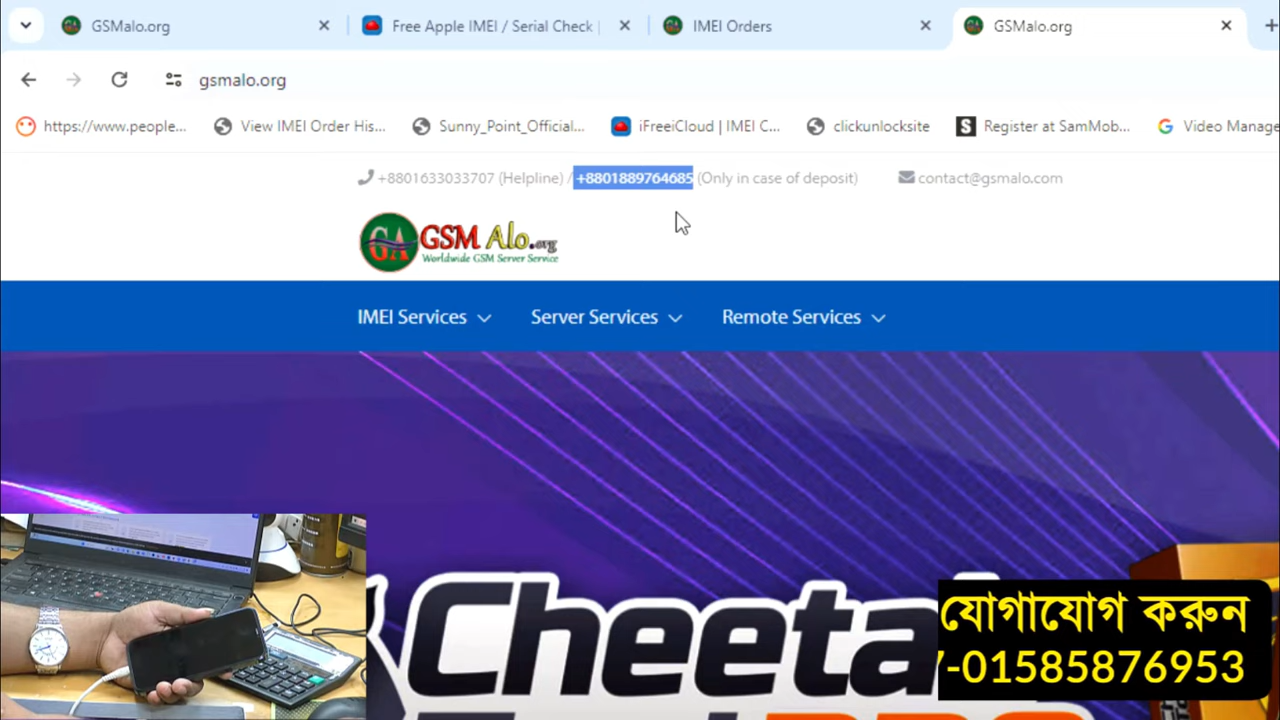 GSMalo.org
Free Apple IMEI / Serial Check |
IMEI Orders
GSMalo.org
gsmalo.org
https://www.people...
View IMEI Order His...
Sunny_Point_Official...
iFreeiCloud | IMEI C...
clickunlocksite
Register at SamMob...
Video Manage
+8801633033707 (Helpline) / +8801889764685 (Only in case of deposit)
contact@gsmalo.com
GA GSM Alo.org
Worldwide GSM Server Service
IMEI Services
Server Services
Remote Services
Cheeta
যোগাযোগ করুন
-01585876953